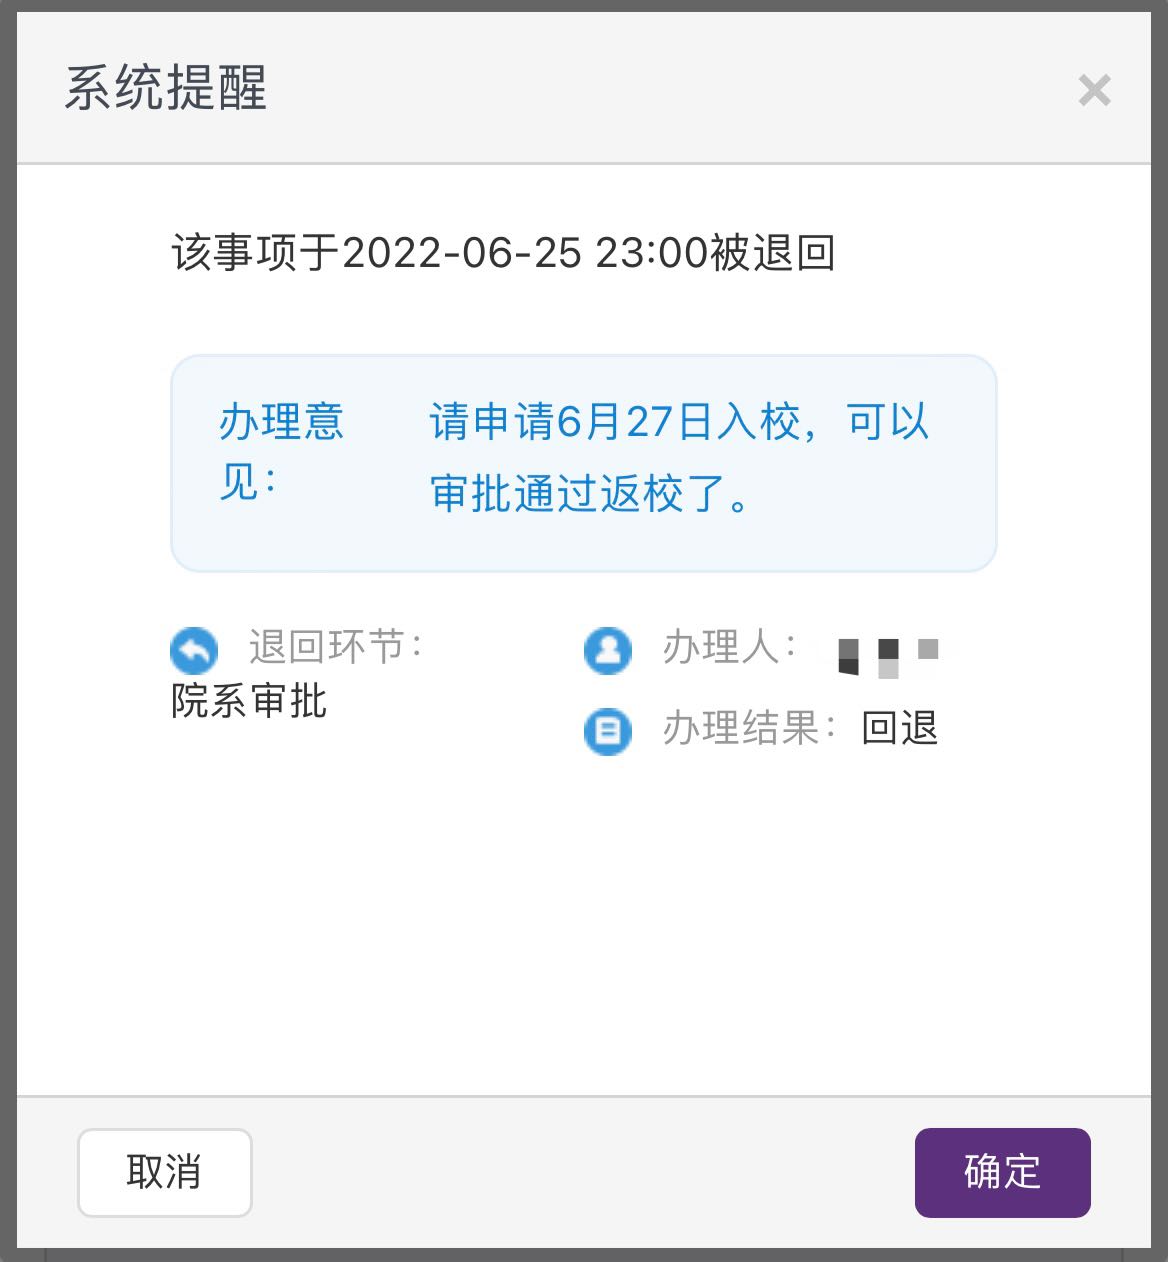 系统提醒
该事项于2022-06-25 23:00被退回
办理意见：
请申请6月27日入校，可以
审批通过返校了。
退回环节：
院系审批
办理人：
办理结果：回退
取消
确定